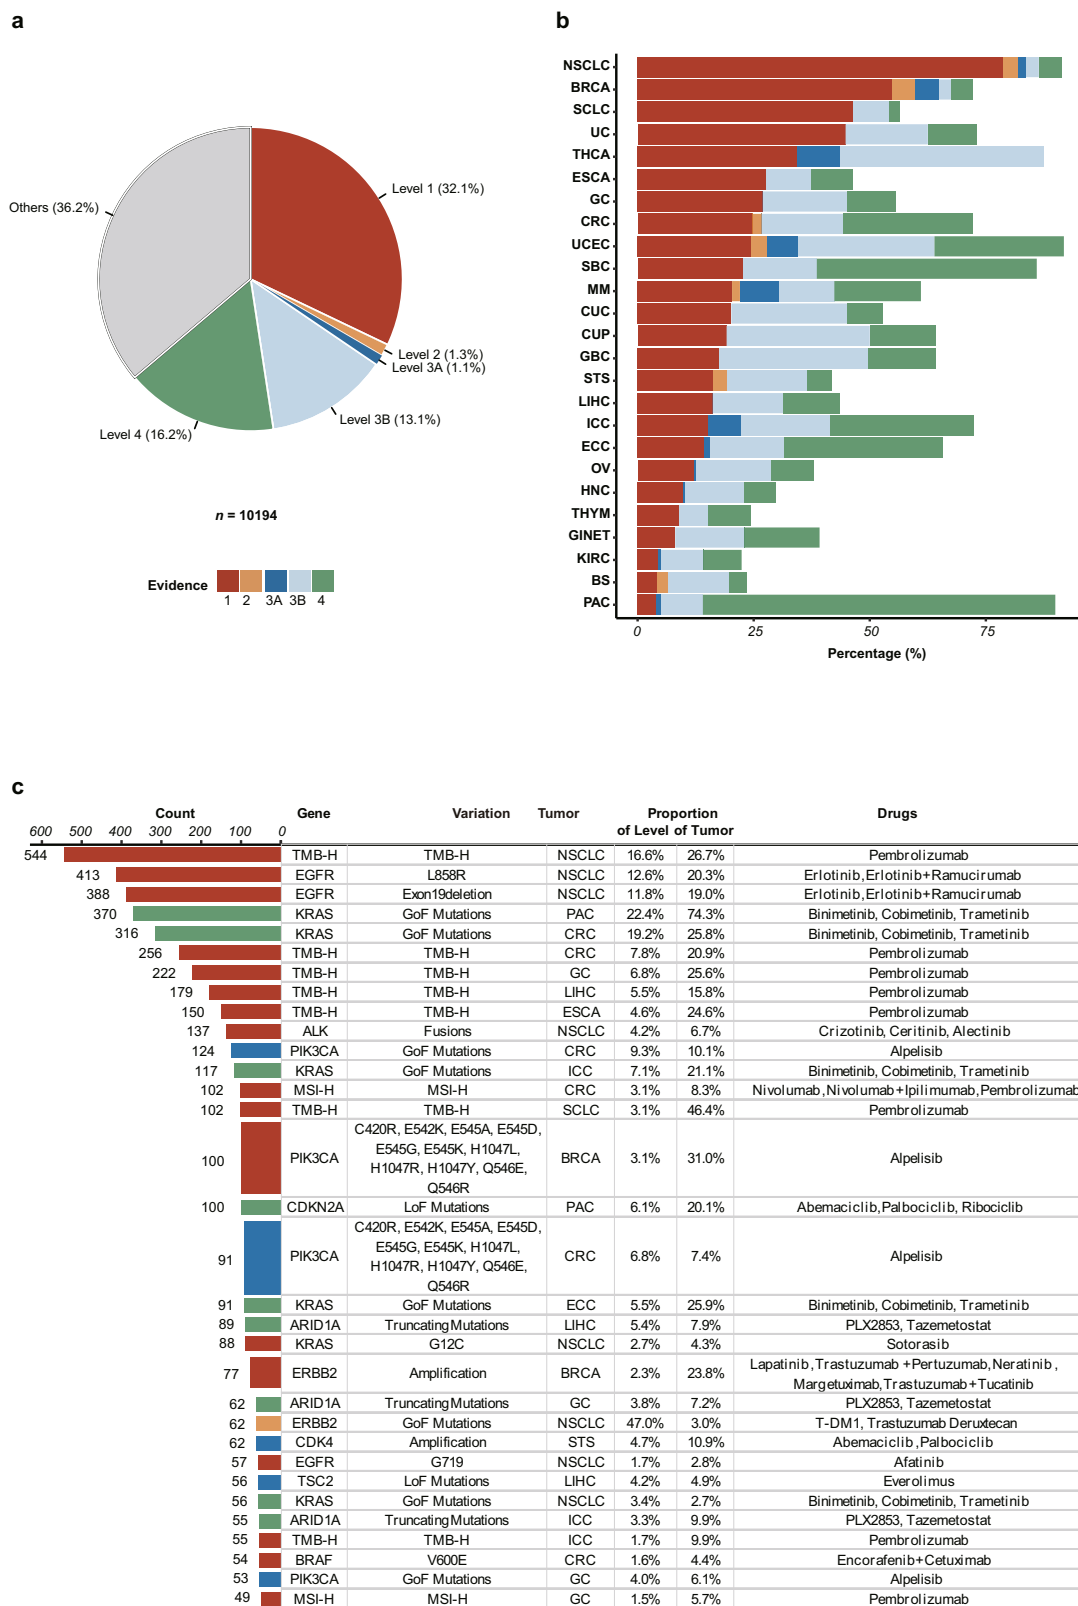 a
Level 1 (32.1%)
Others (36.2%)
Level 2 (1.3%)
Level 3A (1.1%)
Level 3B (13.1%)
Level 4 (16.2%)
n = 10194
Evidence
1 2 3A 3B 4
b
NSCLC
BRCA
SCLC
UC
THCA
ESCA
GC
CRC
UCEC
SBC
MM
CUC
CUP
GBC
STS
LIHC
ICC
ECC
OV
HNC
THYM
GINET
KIRC
BS
PAC
0 25 50 75
Percentage (%)
c
Count Gene Variation Tumor Proportion Drugs
600 500 400 300 200 100 0 of Level of Tumor
544 TMB-H TMB-H NSCLC 16.6% 26.7% Pembrolizumab
413 EGFR L858R NSCLC 12.6% 20.3% Erlotinib,Erlotinib+Ramucirumab
388 EGFR Exon19deletion NSCLC 11.8% 19.0% Erlotinib,Erlotinib+Ramucirumab
370 KRAS GoF Mutations PAC 22.4% 74.3% Binimetinib, Cobimetinib, Trametinib
316 KRAS GoF Mutations CRC 19.2% 25.8% Binimetinib, Cobimetinib, Trametinib
256 TMB-H TMB-H CRC 7.8% 20.9% Pembrolizumab
222 TMB-H TMB-H GC 6.8% 25.6% Pembrolizumab
179 TMB-H TMB-H LIHC 5.5% 15.8% Pembrolizumab
150 TMB-H TMB-H ESCA 4.6% 24.6% Pembrolizumab
137 ALK Fusions NSCLC 4.2% 6.7% Crizotinib, Ceritinib, Alectinib
124 PIK3CA GoF Mutations CRC 9.3% 10.1% Alpelisib
117 KRAS GoF Mutations ICC 7.1% 21.1% Binimetinib, Cobimetinib, Trametinib
102 MSI-H MSI-H CRC 3.1% 8.3% Nivolumab,Nivolumab+Ipilimumab,Pembrolizumab
102 TMB-H TMB-H SCLC 3.1% 46.4% Pembrolizumab
C420R, E542K, E545A, E545D,
E545G, E545K, H1047L,
100 PIK3CA BRCA 3.1% 31.0% Alpelisib
H1047R, H1047Y, Q546E,
Q546R
100 CDKN2A LoF Mutations PAC 6.1% 20.1% Abemaciclib,Palbociclib, Ribociclib
C420R, E542K, E545A, E545D,
E545G, E545K, H1047L,
91 PIK3CA CRC 6.8% 7.4% Alpelisib
H1047R, H1047Y, Q546E,
Q546R
91 KRAS GoF Mutations ECC 5.5% 25.9% Binimetinib, Cobimetinib, Trametinib
89 ARID1A TruncatingMutations LIHC 5.4% 7.9% PLX2853, Tazemetostat
88 KRAS G12C NSCLC 2.7% 4.3% Sotorasib
77 ERBB2 Amplification BRCA 2.3% 23.8% Lapatinib,Trastuzumab+Pertuzumab,Neratinib,
Margetuximab,Trastuzumab+Tucatinib
62 ARID1A TruncatingMutations GC 3.8% 7.2% PLX2853, Tazemetostat
62 ERBB2 GoF Mutations NSCLC 47.0% 3.0% T-DM1, Trastuzumab Deruxtecan
62 CDK4 Amplification STS 4.7% 10.9% Abemaciclib,Palbociclib
57 EGFR G719 NSCLC 1.7% 2.8% Afatinib
56 TSC2 LoF Mutations LIHC 4.2% 4.9% Everolimus
56 KRAS GoF Mutations NSCLC 3.4% 2.7% Binimetinib, Cobimetinib, Trametinib
55 ARID1A TruncatingMutations ICC 3.3% 9.9% PLX2853, Tazemetostat
55 TMB-H TMB-H ICC 1.7% 9.9% Pembrolizumab
54 BRAF V600E CRC 1.6% 4.4% Encorafenib+Cetuximab
53 PIK3CA GoF Mutations GC 4.0% 6.1% Alpelisib
49 MSI-H MSI-H GC 1.5% 5.7% Pembrolizumab